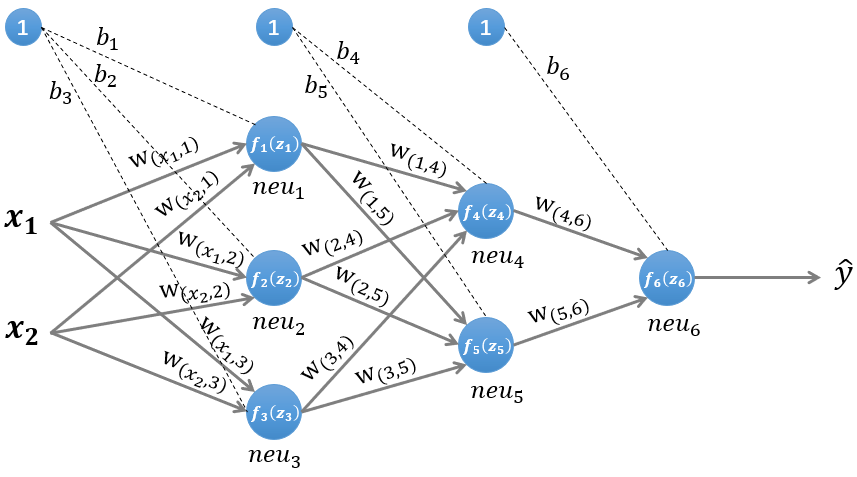 1 1 1
b₁
b₂
b₃
b₄
b₅
b₆
x₁
x₂
W(x₁,1)
W(x₂,1)
W(x₁,2)
W(x₂,2)
W(x₁,3)
W(x₂,3)
f₁(z₁)
neu₁
f₂(z₂)
neu₂
f₃(z₃)
neu₃
W(1,4)
W(1,5)
W(2,4)
W(2,5)
W(3,4)
W(3,5)
f₄(z₄)
neu₄
f₅(z₅)
neu₅
W(4,6)
W(5,6)
f₆(z₆)
neu₆
ŷ